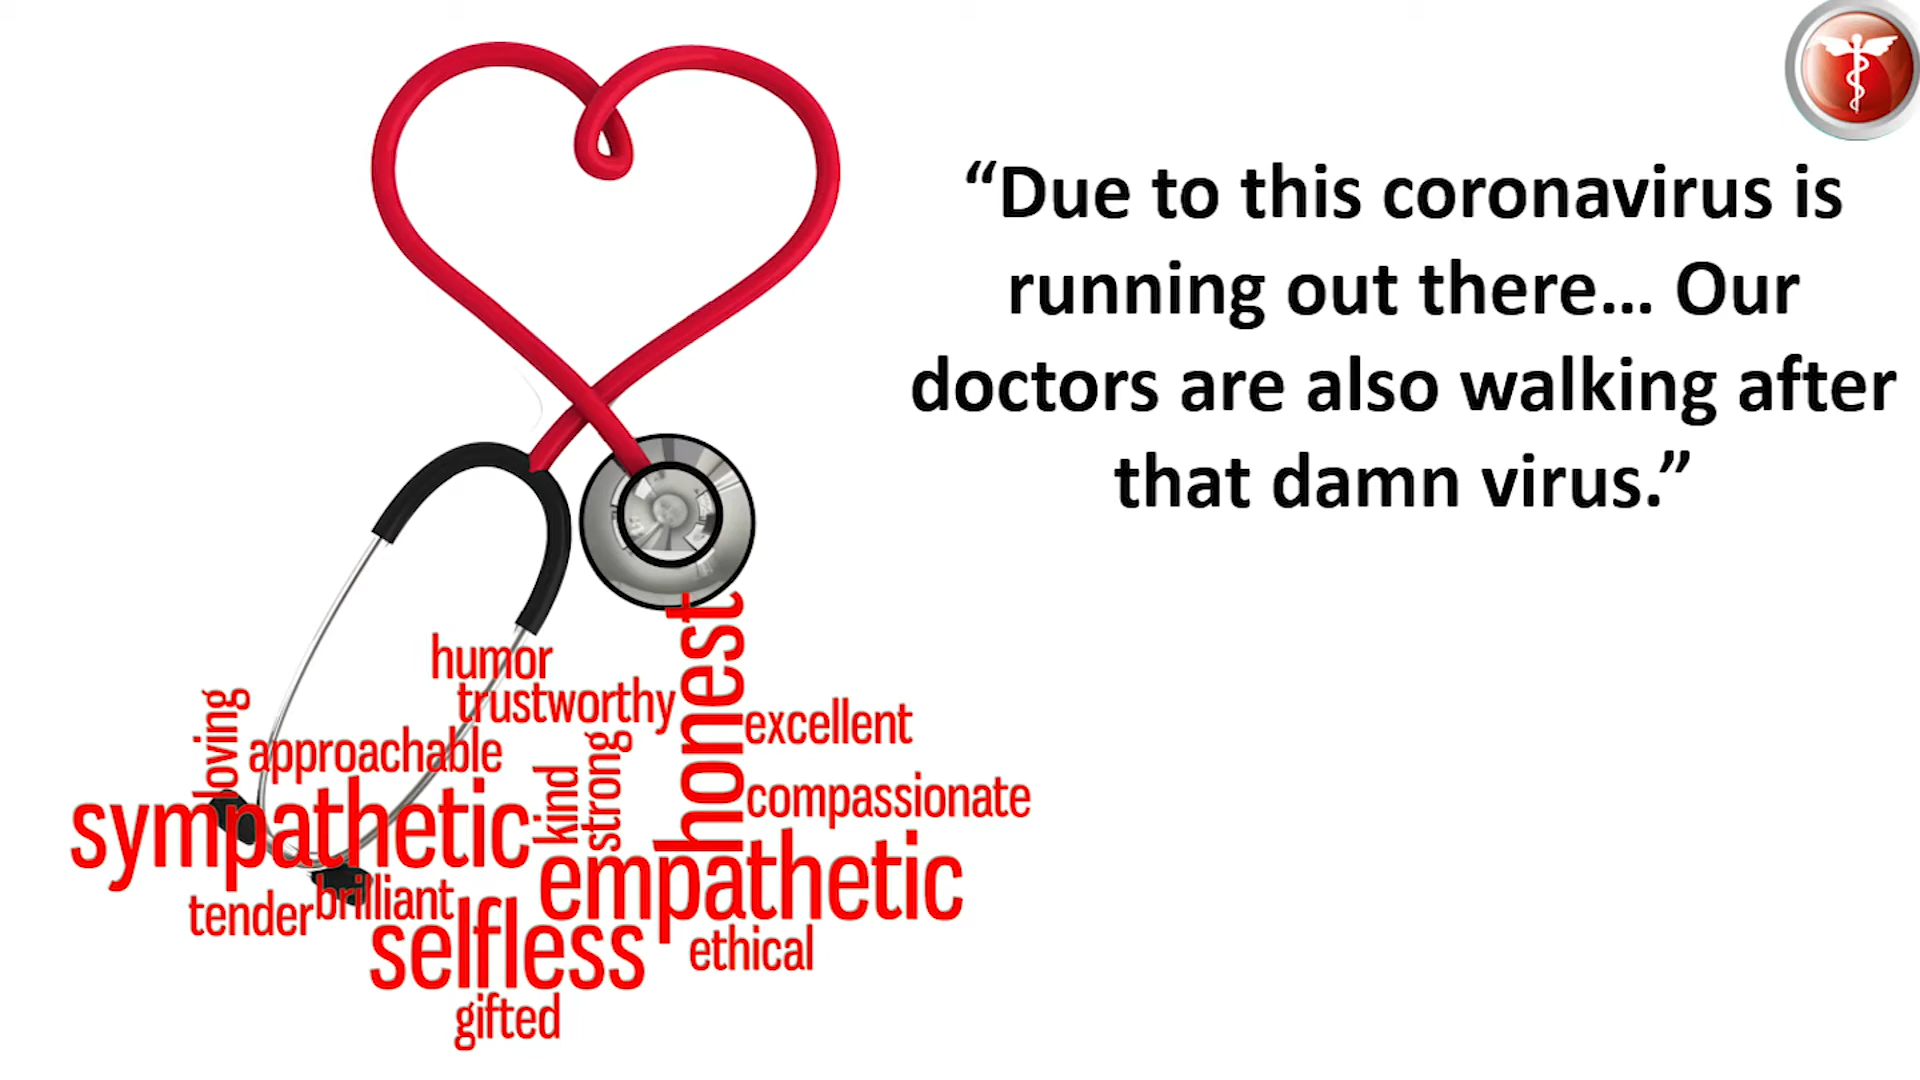 “Due to this coronavirus is
running out there... Our
doctors are also walking after
that damn virus.”
honest
humor
trustworthy
loving
excellent
approachable
strong
kind
compassionate
sympathetic
empathetic
brilliant
tender
selfless
ethical
gifted